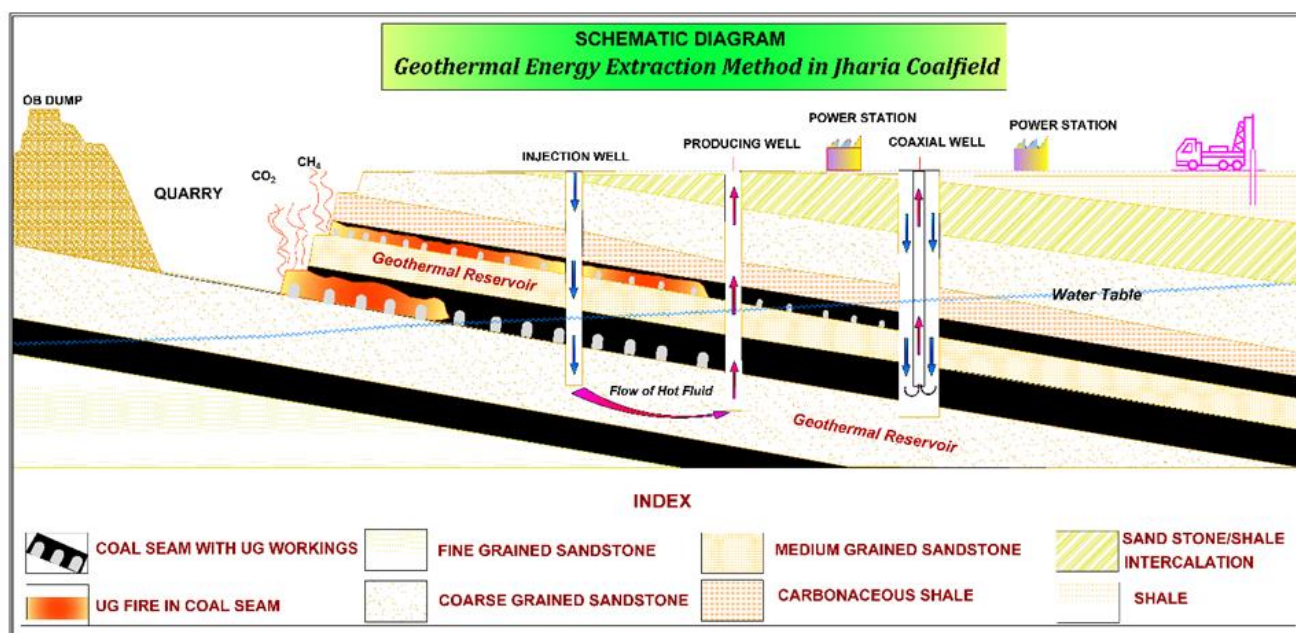 SCHEMATIC DIAGRAM
Geothermal Energy Extraction Method in Jharia Coalfield
OB DUMP
POWER STATION
POWER STATION
CH4
INJECTION WELL
PRODUCING WELL
COAXIAL WELL
CO2
QUARRY
Geothermal Reservoir
Water Table
Flow of Hot Fluid
Geothermal Reservoir
INDEX
COAL SEAM WITH UG WORKINGS
FINE GRAINED SANDSTONE
MEDIUM GRAINED SANDSTONE
SAND STONE/SHALE
INTERCALATION
UG FIRE IN COAL SEAM
COARSE GRAINED SANDSTONE
CARBONACEOUS SHALE
SHALE